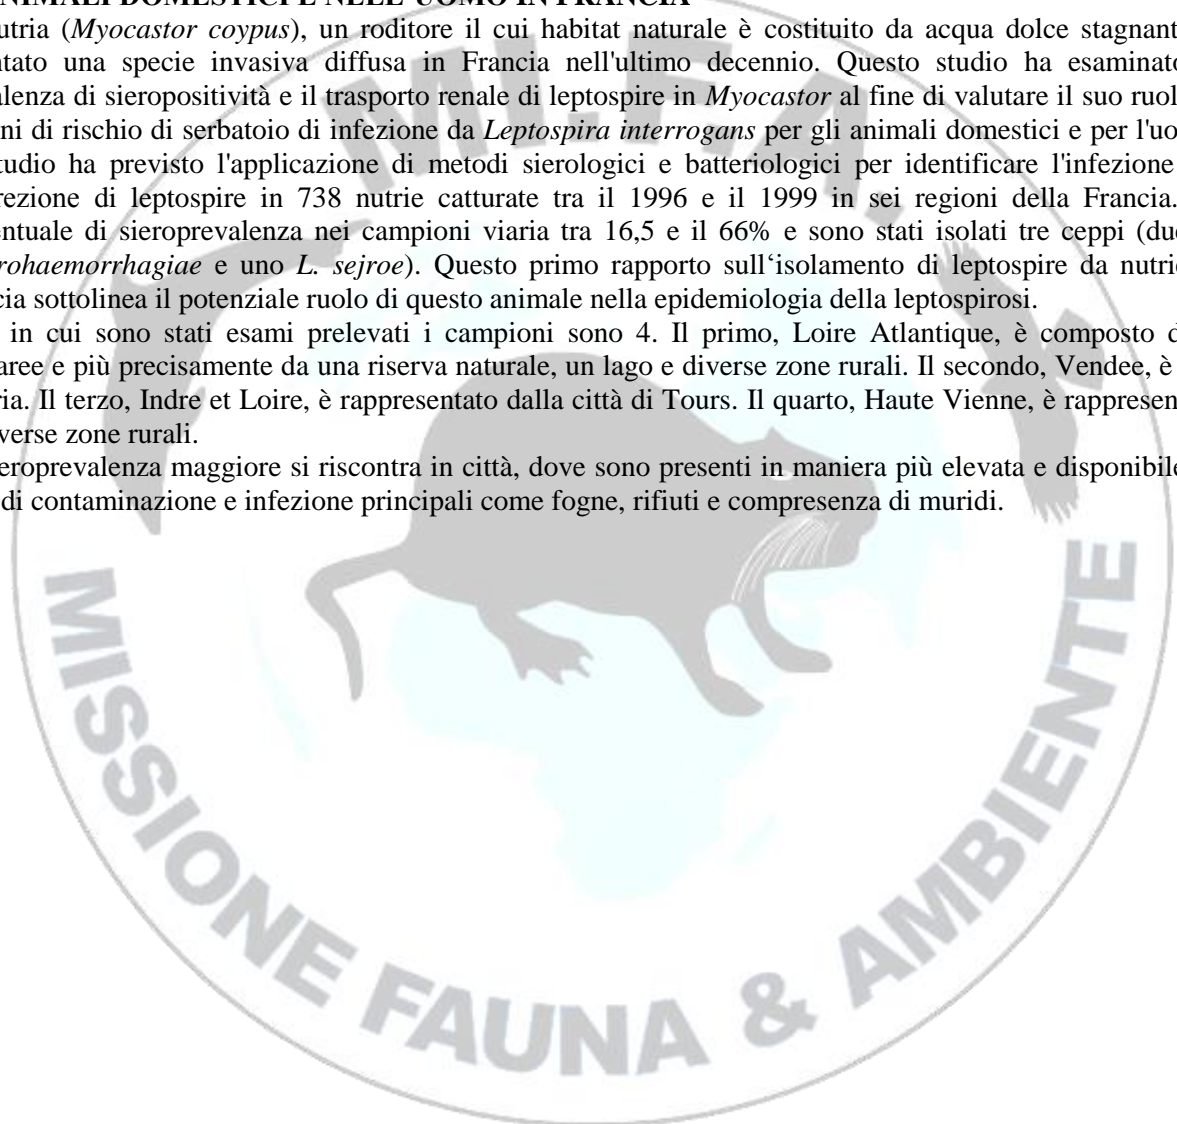 NIMALI DOMESTICI E NELL'UOMO IN FRANCIA
utria (Myocastor coypus), un roditore il cui habitat naturale è costituito da acqua dolce stagnant
ntato una specie invasiva diffusa in Francia nell'ultimo decennio. Questo studio ha esaminato
alenza di sieropositività e il trasporto renale di leptospire in Myocastor al fine di valutare il suo ruol
ni di rischio di serbatoio di infezione da Leptospira interrogans per gli animali domestici e per l'uo
tudio ha previsto l'applicazione di metodi sierologici e batteriologici per identificare l'infezione
rezione di leptospire in 738 nutrie catturate tra il 1996 e il 1999 in sei regioni della Francia.
entuale di sieroprevalenza nei campioni viaria tra 16,5 e il 66% e sono stati isolati tre ceppi (due
rohaemorrhagiae e uno L. sejroe). Questo primo rapporto sull‘isolamento di leptospire da nutrie
cia sottolinea il potenziale ruolo di questo animale nella epidemiologia della leptospirosi.
in cui sono stati esami prelevati i campioni sono 4. Il primo, Loire Atlantique, è composto d
aree e più precisamente da una riserva naturale, un lago e diverse zone rurali. Il secondo, Vendee, è
ria. Il terzo, Indre et Loire, è rappresentato dalla città di Tours. Il quarto, Haute Vienne, è rappresen
verse zone rurali.
eroprevalenza maggiore si riscontra in città, dove sono presenti in maniera più elevata e disponibile
di contaminazione e infezione principali come fogne, rifiuti e compresenza di muridi.
MI.F.A.
MISSIONE FAUNA & AMBIENTE